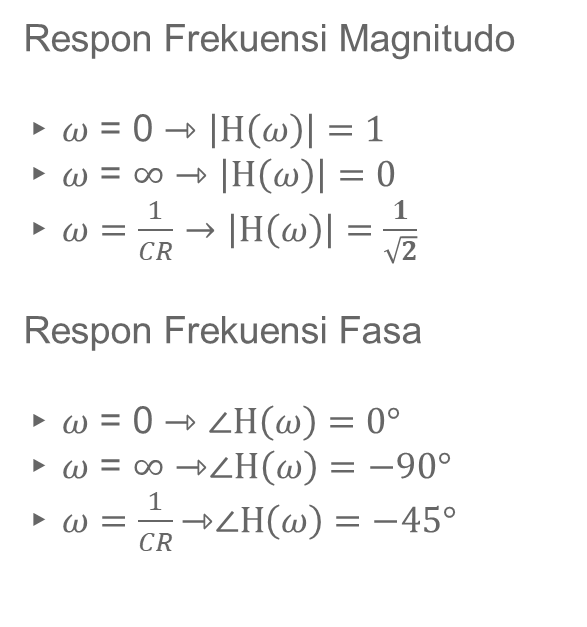 Respon Frekuensi Magnitudo
‣ 𝜔 = 0 ⇾ |H(𝜔)| = 1
‣ 𝜔 = ∞ ⇾ |H(𝜔)| = 0
‣ 𝜔 = 1/CR → |H(𝜔)| = 1/√2
Respon Frekuensi Fasa
‣ 𝜔 = 0 ⇾ ∠H(𝜔) = 0°
‣ 𝜔 = ∞ ⇾∠H(𝜔) = −90°
‣ 𝜔 = 1/CR ⇾∠H(𝜔) = −45°